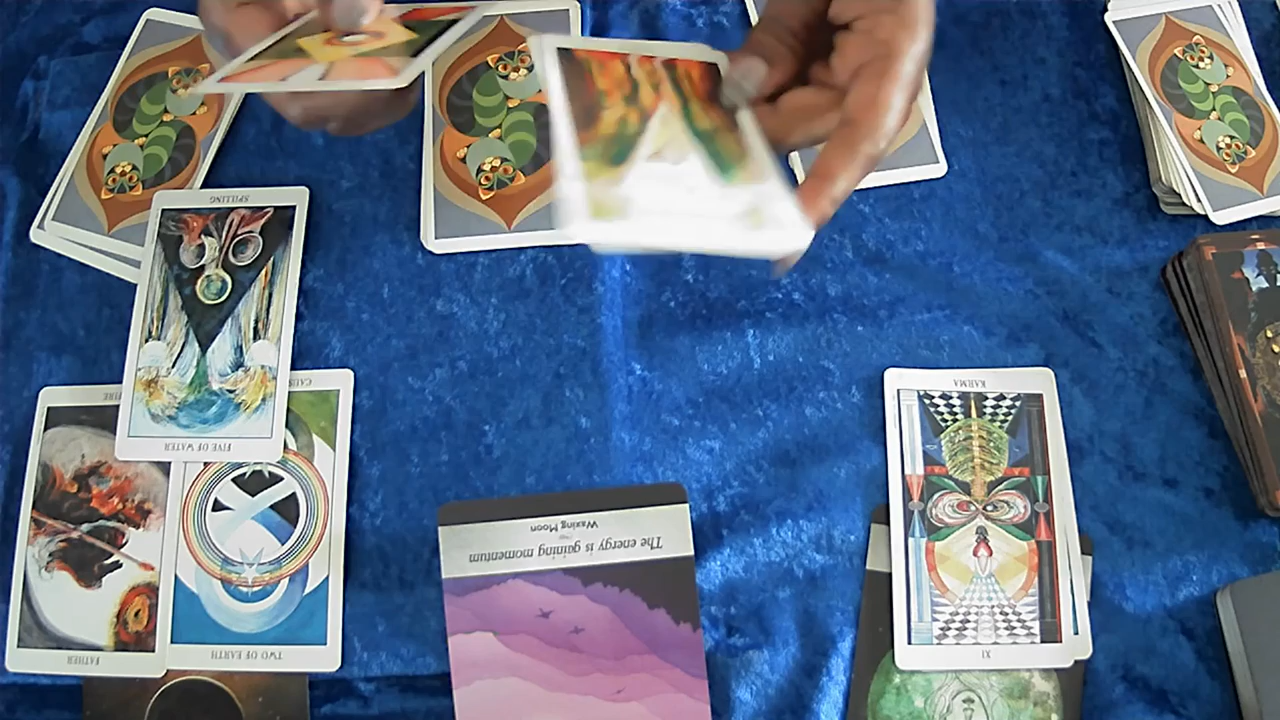 SPILLING
FIVE OF WATER
FATHER
TWO OF EARTH
The energy is gaining momentum
Waxing Moon
KARMA
XI